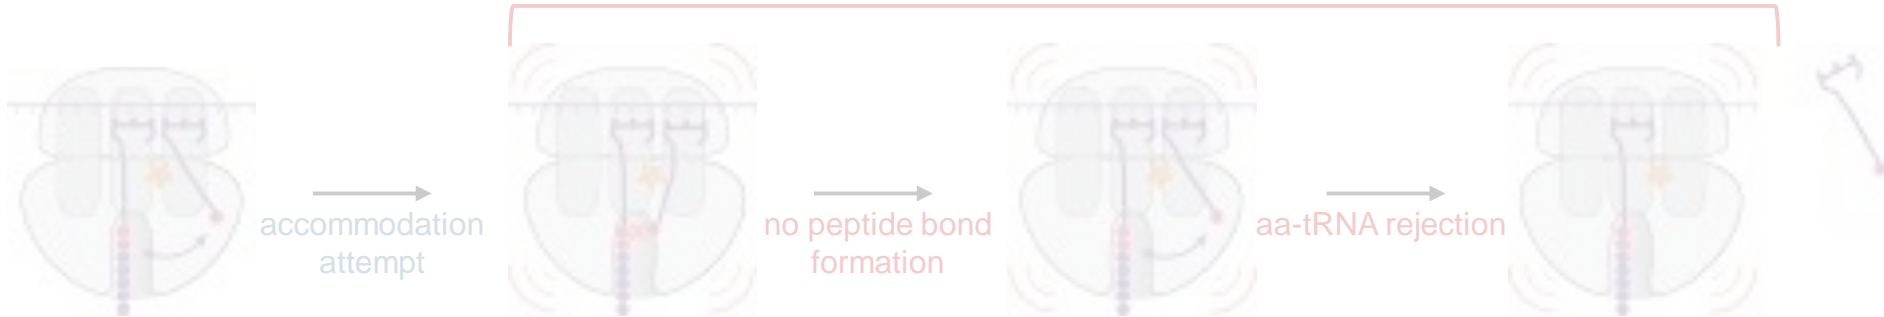 accommodation
attempt
no peptide bond
formation
aa-tRNA rejection